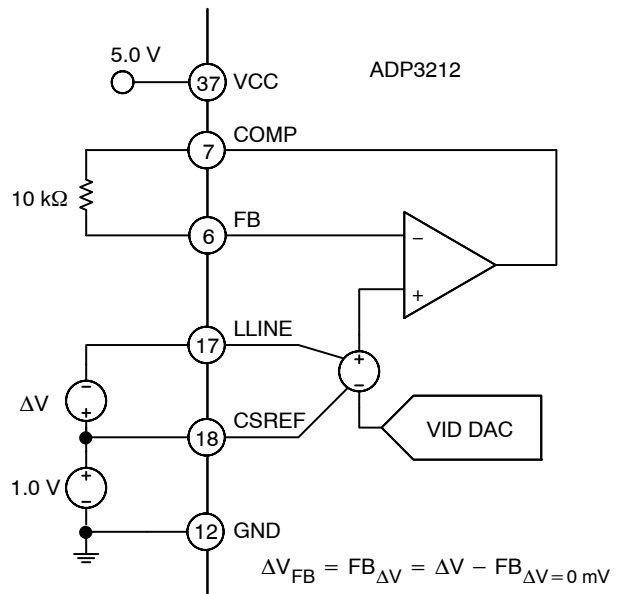 5.0 V
37
VCC
ADP3212
7
COMP
10 kΩ
6
FB
−
+
17
LLINE
+
−
−
+
ΔV
18
CSREF
VID DAC
+
−
1.0 V
12
GND
ΔV_FB = FB_ΔV = ΔV − FB_ΔV=0 mV